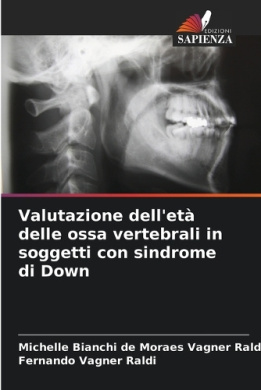 EDIZIONI
SAPIENZA
Valutazione dell'età
delle ossa vertebrali in
soggetti con sindrome
di Down
Michelle Bianchi de Moraes Vagner Rald
Fernando Vagner Raldi